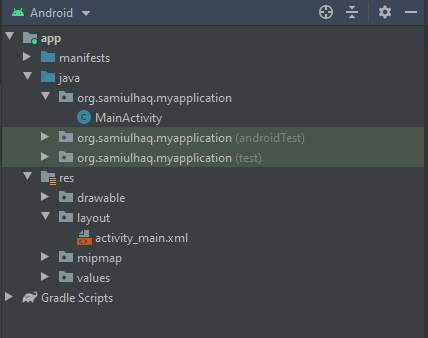 Android
app
manifests
java
org.samiulhaq.myapplication
MainActivity
org.samiulhaq.myapplication (androidTest)
org.samiulhaq.myapplication (test)
res
drawable
layout
activity_main.xml
mipmap
values
Gradle Scripts